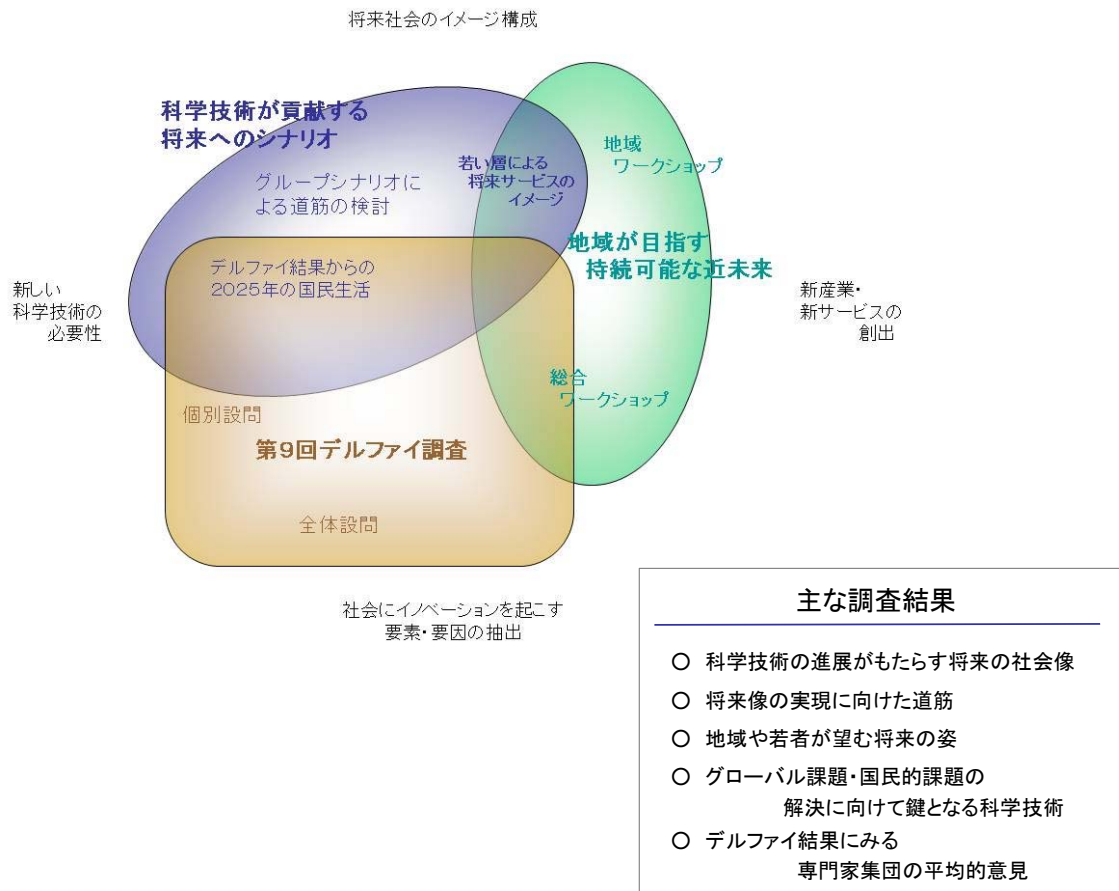 将来社会のイメージ構成
科学技術が貢献する
将来へのシナリオ
グループシナリオに
よる道筋の検討
若い層による
将来サービスの
イメージ
地域
ワークショップ
地域が目指す
持続可能な近未来
デルファイ結果からの
2025年の国民生活
新しい
科学技術の
必要性
新産業・
新サービスの
創出
総合
ワークショップ
個別設問
第9回デルファイ調査
全体設問
社会にイノベーションを起こす
要素・要因の抽出
主な調査結果
○ 科学技術の進展がもたらす将来の社会像
○ 将来像の実現に向けた道筋
○ 地域や若者が望む将来の姿
○ グローバル課題・国民的課題の
解決に向けて鍵となる科学技術
○ デルファイ結果にみる
専門家集団の平均的意見